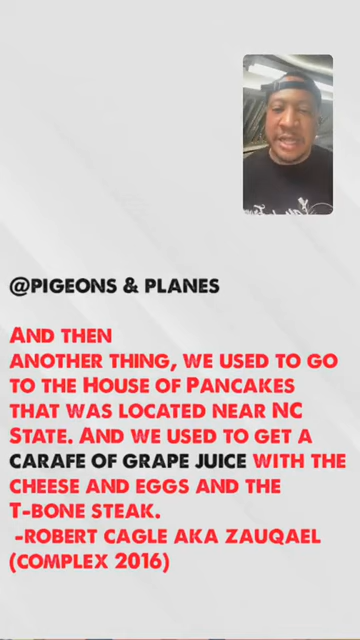 @PIGEONS & PLANES
AND THEN
ANOTHER THING, WE USED TO GO
TO THE HOUSE OF PANCAKES
THAT WAS LOCATED NEAR NC
STATE. AND WE USED TO GET A
CARAFE OF GRAPE JUICE WITH THE
CHEESE AND EGGS AND THE
T-BONE STEAK.
-ROBERT CAGLE AKA ZAUQAEL
(COMPLEX 2016)